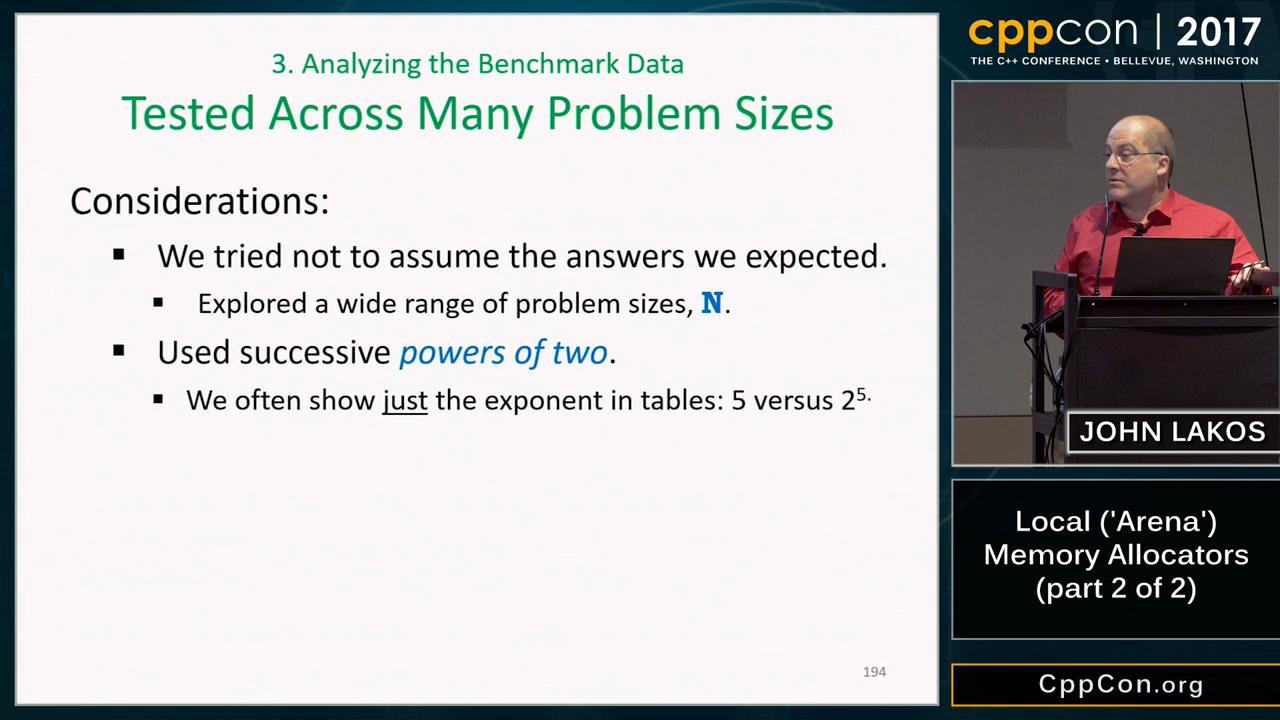 3. Analyzing the Benchmark Data
Tested Across Many Problem Sizes
Considerations:
▪ We tried not to assume the answers we expected.
▪ Explored a wide range of problem sizes, N.
▪ Used successive powers of two.
▪ We often show just the exponent in tables: 5 versus 2⁵.
194
cppcon | 2017
THE C++ CONFERENCE • BELLEVUE, WASHINGTON
JOHN LAKOS
Local ('Arena')
Memory Allocators
(part 2 of 2)
CppCon.org